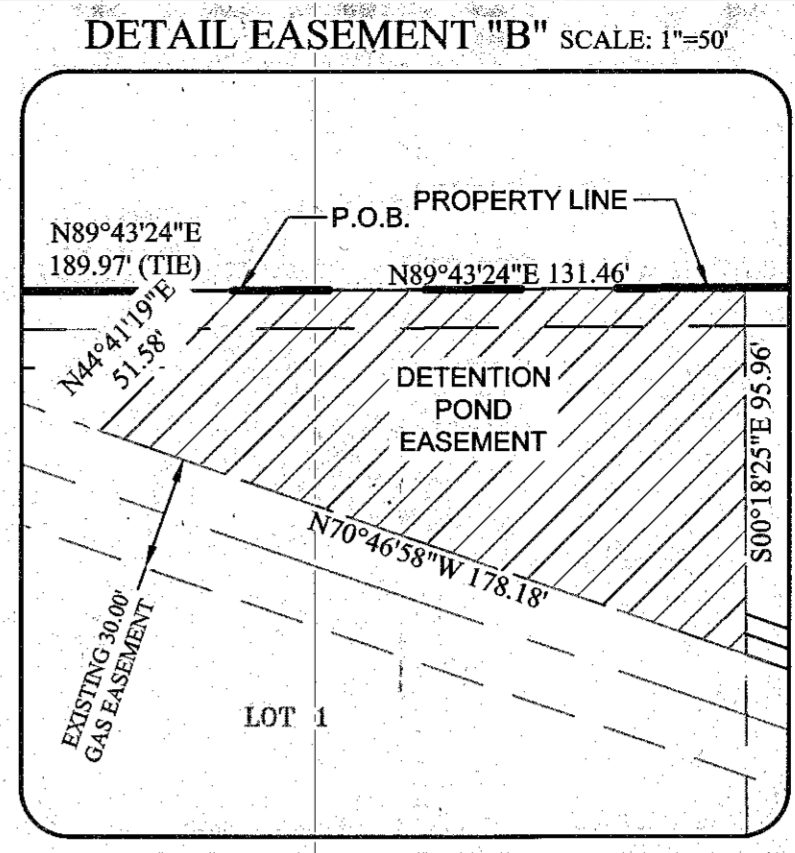 DETAIL EASEMENT "B" SCALE: 1"=50'
P.O.B. PROPERTY LINE
N89°43'24"E
189.97' (TIE)
N89°43'24"E 131.46'
N44°41'19"E
51.58'
DETENTION
POND
EASEMENT
S00°18'25"E 95.96'
N70°46'58"W 178.18'
EXISTING 30.00'
GAS EASEMENT
LOT 1